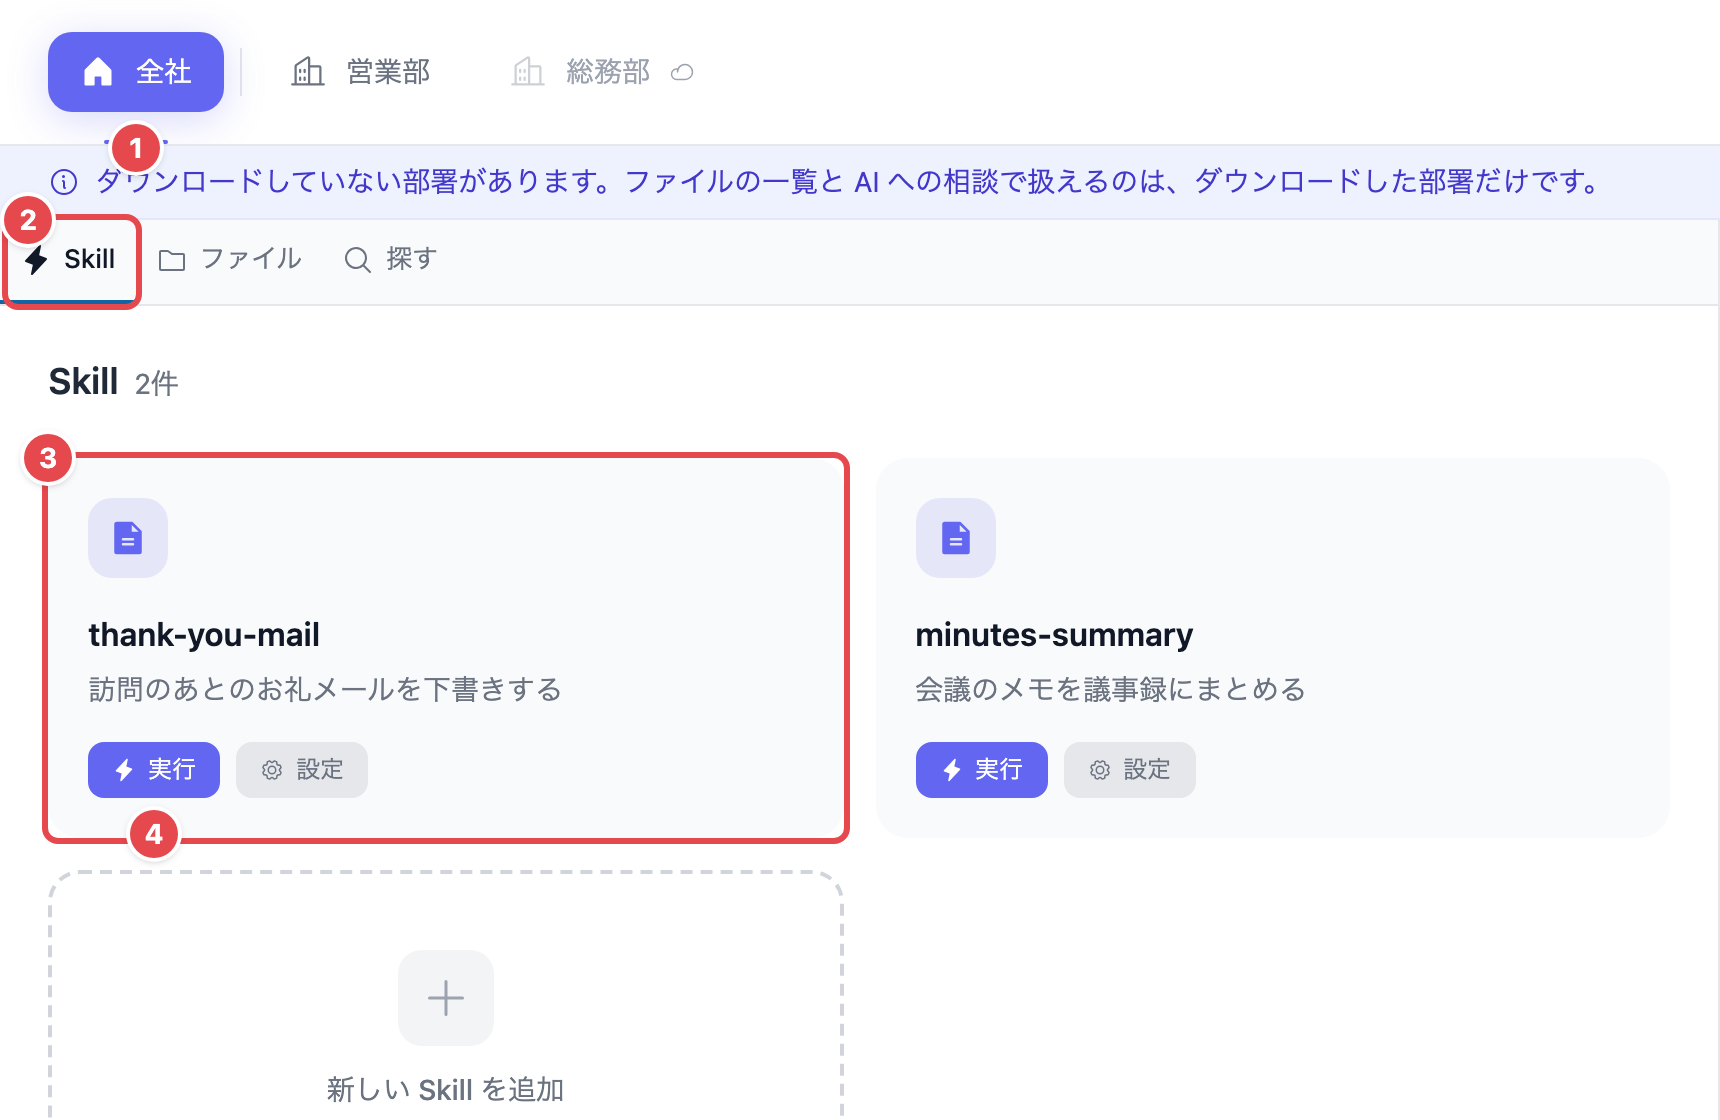 全社 営業部 総務部
1
ダウンロードしていない部署があります。ファイルの一覧と AI への相談で扱えるのは、ダウンロードした部署だけです。
2
Skill ファイル 探す
Skill 2件
3
thank-you-mail
訪問のあとのお礼メールを下書きする
実行 設定
4
minutes-summary
会議のメモを議事録にまとめる
実行 設定
新しい Skill を追加